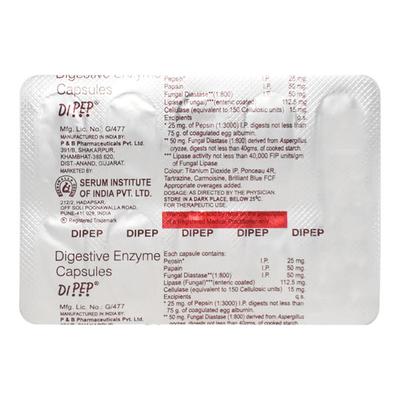 Digestive Enzyme
Capsules
DIPEP®
Mfg. Lic. No.: G/477
MANUFACTURED IN INDIA BY:
P & B Pharmaceuticals Pvt. Ltd.
391/B, SHAKARPUR,
KHAMBHAT-385 620,
DIST-ANAND, GUJARAT.
MARKETED BY:
SERUM INSTITUTE
OF INDIA PVT. LTD.
212/2, HADAPSAR,
OFF SOLI POONAWALLA ROAD,
PUNE-411 028, INDIA
® Registered Trademark
Pepsin* I.P. 25 mg.
Papain I.P. 50 mg.
Fungal Diastase**(1:800) I.P. 50 mg.
Lipase (Fungal)***(enteric coated) 112.5 mg
Cellulase (equivalent to 150 Cellulosic units) 15 mg.
Excipients q.s.
* 25 mg. of Pepsin (1:3000) I.P. digests not less than
75 g. of coagulated egg albumin.
** 50 mg. Fungal Diastase (1:800) derived from Aspergillus
oryzae, digests not less than 40gms. of cooked starch.
*** Lipase activity not less than 40,000 FIP units/g
of Fungal Lipase
Colour: Titanium Dioxide IP, Ponceau 4R,
Tartrazine, Carmoisine, Brilliant Blue FCF
Appropriate overages added.
DOSAGE: AS DIRECTED BY THE PHYSICIAN.
STORE IN A DARK PLACE, BELOW 25°C.
FOR THERAPEUTIC USE.
of a Registered Medical Practitioner only
DIPEP DIPEP DIPEP DIPEP DIPEP
Digestive Enzyme
Capsules
DIPEP®
Mfg. Lic. No.: G/477
MANUFACTURED IN INDIA BY:
P & B Pharmaceuticals Pvt. Ltd.
Each capsule contains:
Pepsin* I.P. 25 mg.
Papain I.P. 50 mg.
Fungal Diastase**(1:800) I.P. 50 mg.
Lipase (Fungal)***(enteric coated) 112.5 mg
Cellulase (equivalent to 150 Cellulosic units) 15 mg.
Excipients q.s.
* 25 mg. of Pepsin (1:3000) I.P. digests not less than
75 g. of coagulated egg albumin.
** 50 mg. Fungal Diastase (1:800) derived from Aspergillus